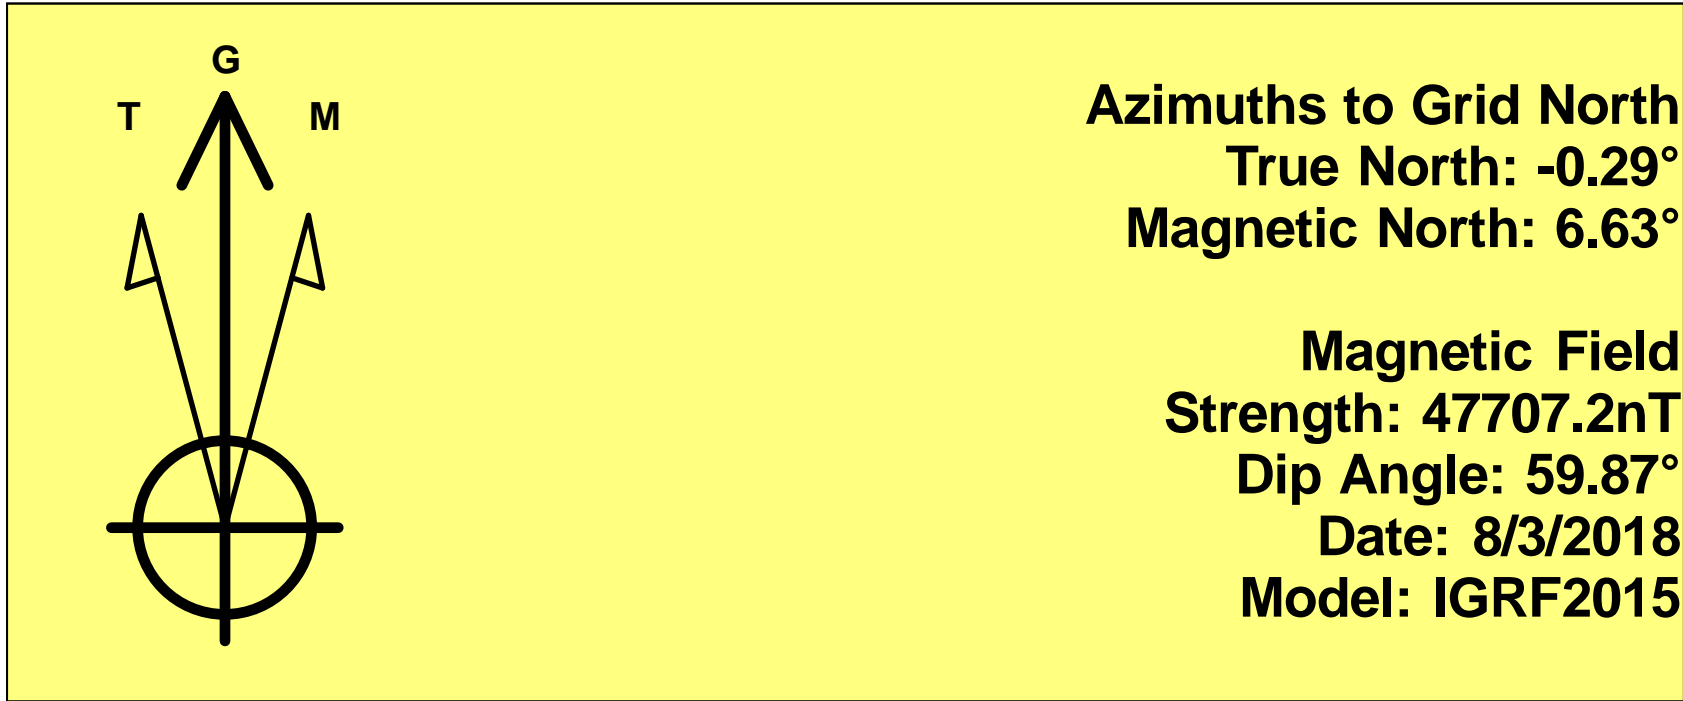 G
T M
Azimuths to Grid North
True North: -0.29°
Magnetic North: 6.63°
Magnetic Field
Strength: 47707.2nT
Dip Angle: 59.87°
Date: 8/3/2018
Model: IGRF2015